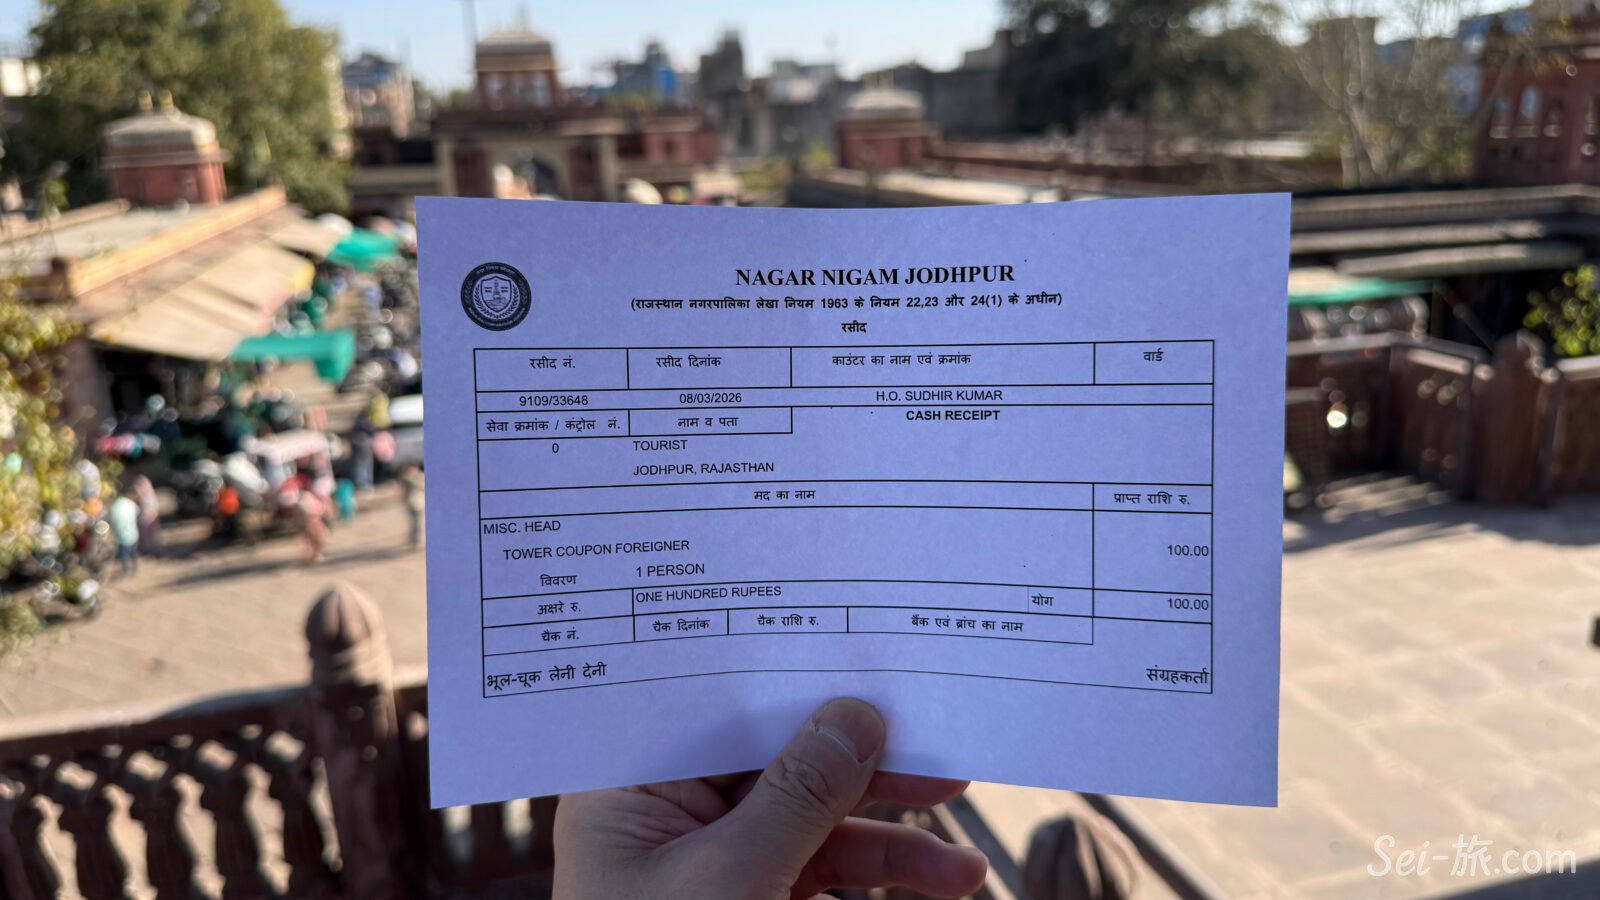 NAGAR NIGAM JODHPUR
(राजस्थान नगरपालिका लेखा नियम 1963 के नियम 22,23 और 24(1) के अधीन)
रसीद
रसीद नं. रसीद दिनांक काउंटर का नाम एवं क्रमांक वार्ड
9109/33648 08/03/2026 H.O. SUDHIR KUMAR
सेवा क्रमांक / कंट्रोल नं. नाम व पता CASH RECEIPT
0 TOURIST
JODHPUR, RAJASTHAN
मद का नाम प्राप्त राशि रु.
MISC. HEAD
TOWER COUPON FOREIGNER 100.00
विवरण 1 PERSON
अक्षरे रु. ONE HUNDRED RUPEES योग 100.00
चैक नं. चैक दिनांक चैक राशि रु. बैंक एवं ब्रांच का नाम
भूल-चूक लेनी देनी संग्रहकर्ता
Sei-旅.com